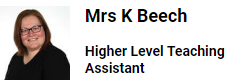 Mrs K Beech
Higher Level Teaching
Assistant